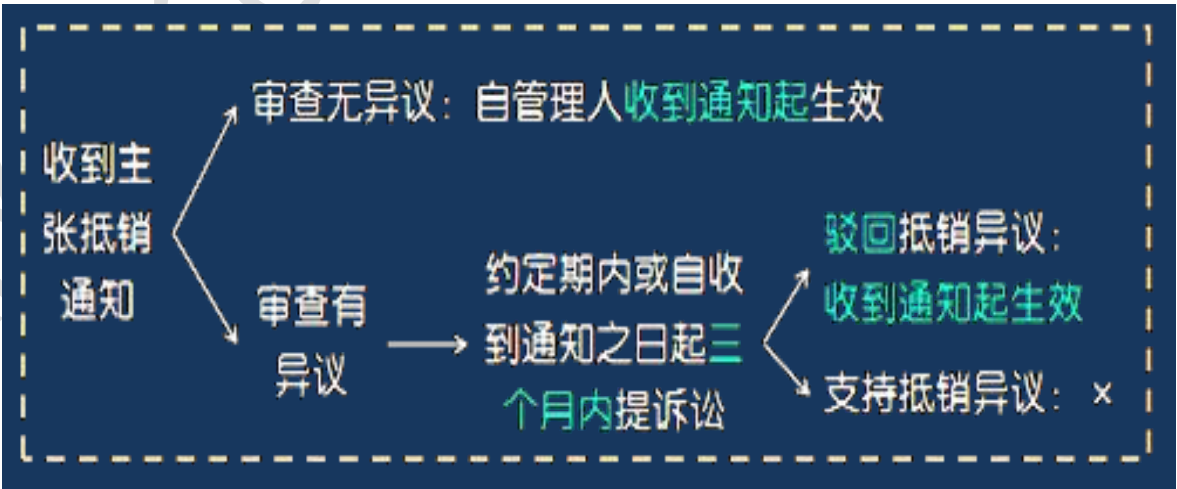 审查无异议：自管理人收到通知起生效
收到主
张抵销
通知
审查有
异议
约定期内或自收
到通知之日起三
个月内提诉讼
驳回抵销异议：
收到通知起生效
支持抵销异议：×